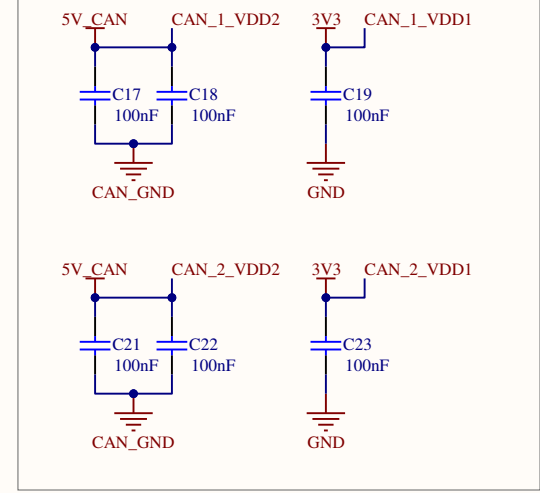 5V_CAN CAN_1_VDD2 3V3 CAN_1_VDD1
C17 C18 C19
100nF 100nF 100nF
CAN_GND GND
5V_CAN CAN_2_VDD2 3V3 CAN_2_VDD1
C21 C22 C23
100nF 100nF 100nF
CAN_GND GND